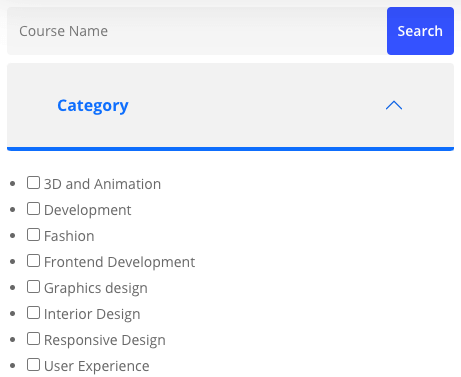 Course Name
Search
Category
3D and Animation
Development
Fashion
Frontend Development
Graphics design
Interior Design
Responsive Design
User Experience